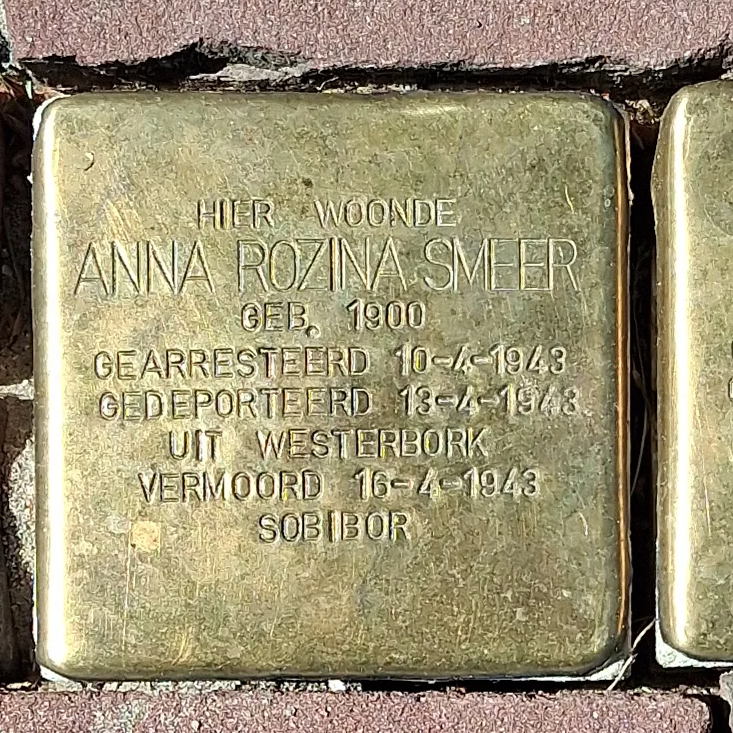 HIER WOONDE
ANNA ROZINA SMEER
GEB. 1900
GEARRESTEERD 10-4-1943
GEDEPORTEERD 13-4-1943
UIT WESTERBORK
VERMOORD 16-4-1943
SOBIBOR